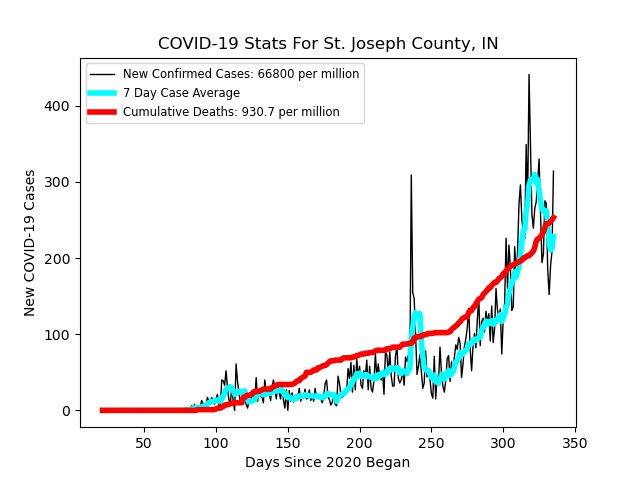 COVID-19 Stats For St. Joseph County, IN
New Confirmed Cases: 66800 per million
7 Day Case Average
Cumulative Deaths: 930.7 per million
New COVID-19 Cases
400
300
200
100
0
50
100
150
200
250
300
350
Days Since 2020 Began